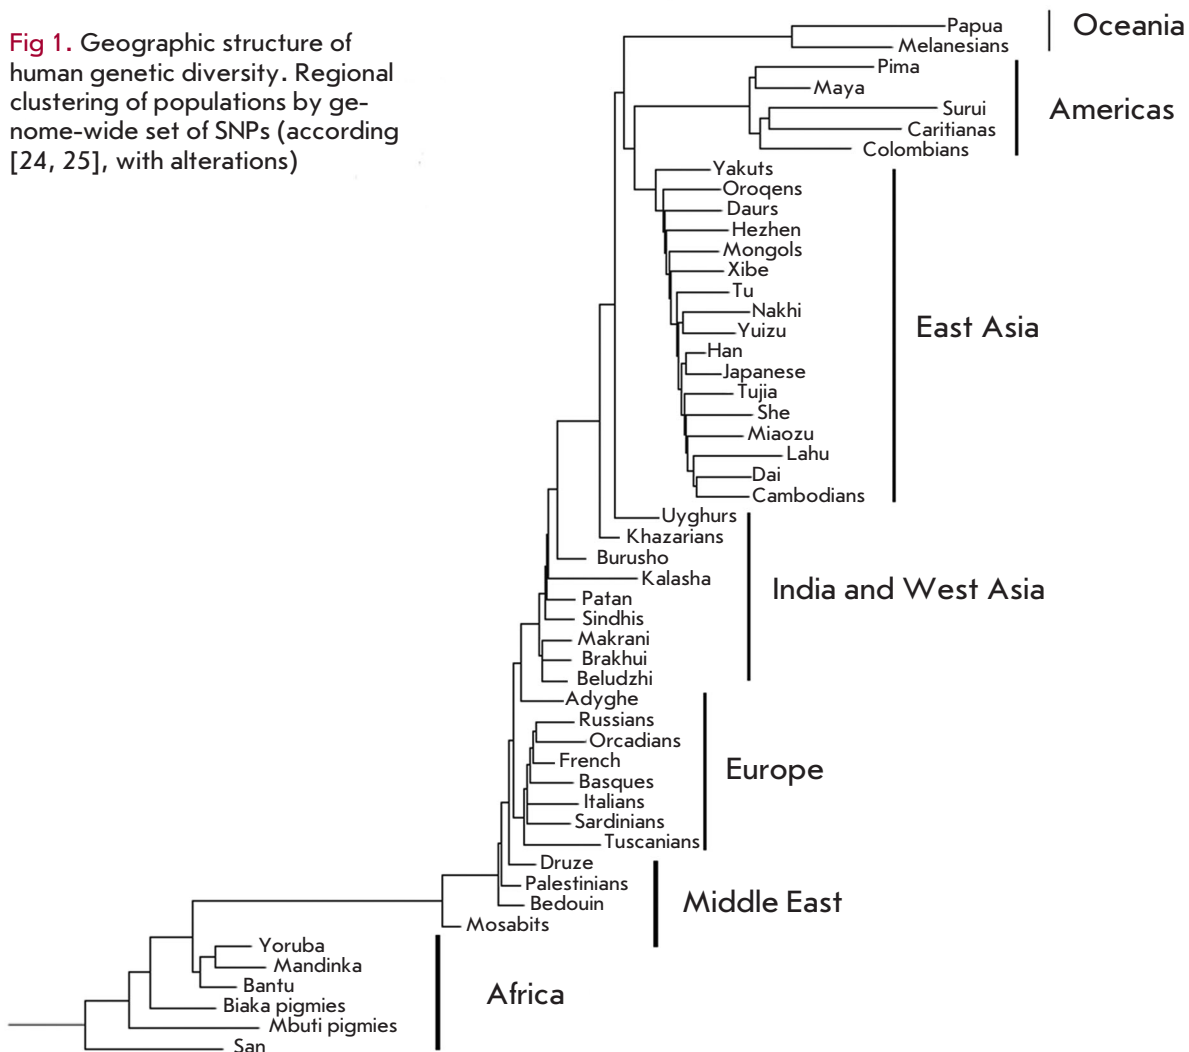 Fig 1. Geographic structure of
human genetic diversity. Regional
clustering of populations by ge-
nome-wide set of SNPs (according
[24, 25], with alterations)
Papua
Melanesians
Oceania
Pima
Maya
Surui
Caritianas
Colombians
Americas
Yakuts
Oroqens
Daurs
Hezhen
Mongols
Xibe
Tu
Nakhi
Yuizu
Han
Japanese
Tujia
She
Miaozu
Lahu
Dai
Cambodians
East Asia
Uyghurs
Khazarians
Burusho
Kalasha
Patan
Sindhis
Makrani
Brakhui
Beludzhi
India and West Asia
Adyghe
Russians
Orcadians
French
Basques
Italians
Sardinians
Tuscanians
Europe
Druze
Palestinians
Bedouin
Mosabits
Middle East
Yoruba
Mandinka
Bantu
Biaka pigmies
Mbuti pigmies
San
Africa